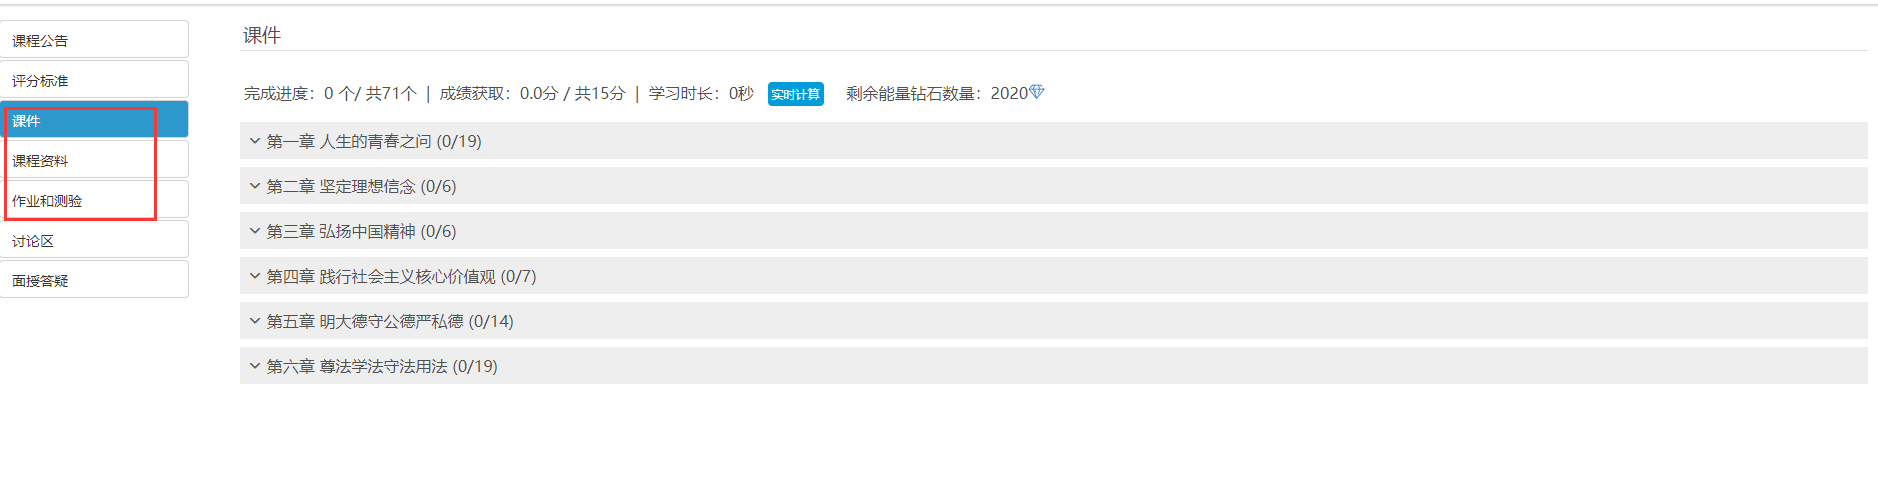 课程公告
评分标准
课件
课程资料
作业和测验
讨论区
面授答疑
课件
完成进度：0 个/ 共71个 | 成绩获取：0.0分 / 共15分 | 学习时长：0秒 实时计算 剩余能量钻石数量：2020
第一章 人生的青春之问 (0/19)
第二章 坚定理想信念 (0/6)
第三章 弘扬中国精神 (0/6)
第四章 践行社会主义核心价值观 (0/7)
第五章 明大德守公德严私德 (0/14)
第六章 尊法学法守法用法 (0/19)